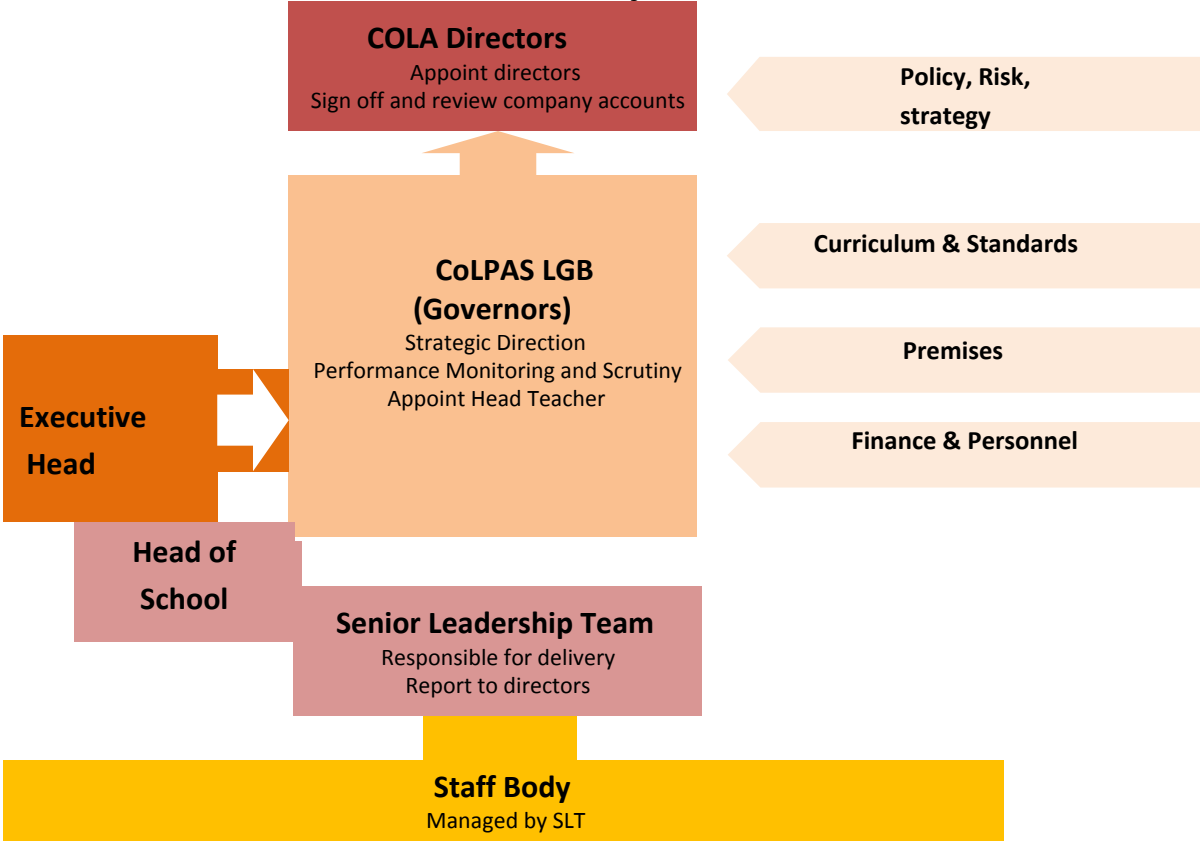 COLA Directors
Appoint directors
Sign off and review company accounts
Policy, Risk,
strategy
CoLPAS LGB
(Governors)
Strategic Direction
Performance Monitoring and Scrutiny
Appoint Head Teacher
Curriculum & Standards
Premises
Finance & Personnel
Executive
Head
Head of
School
Senior Leadership Team
Responsible for delivery
Report to directors
Staff Body
Managed by SLT